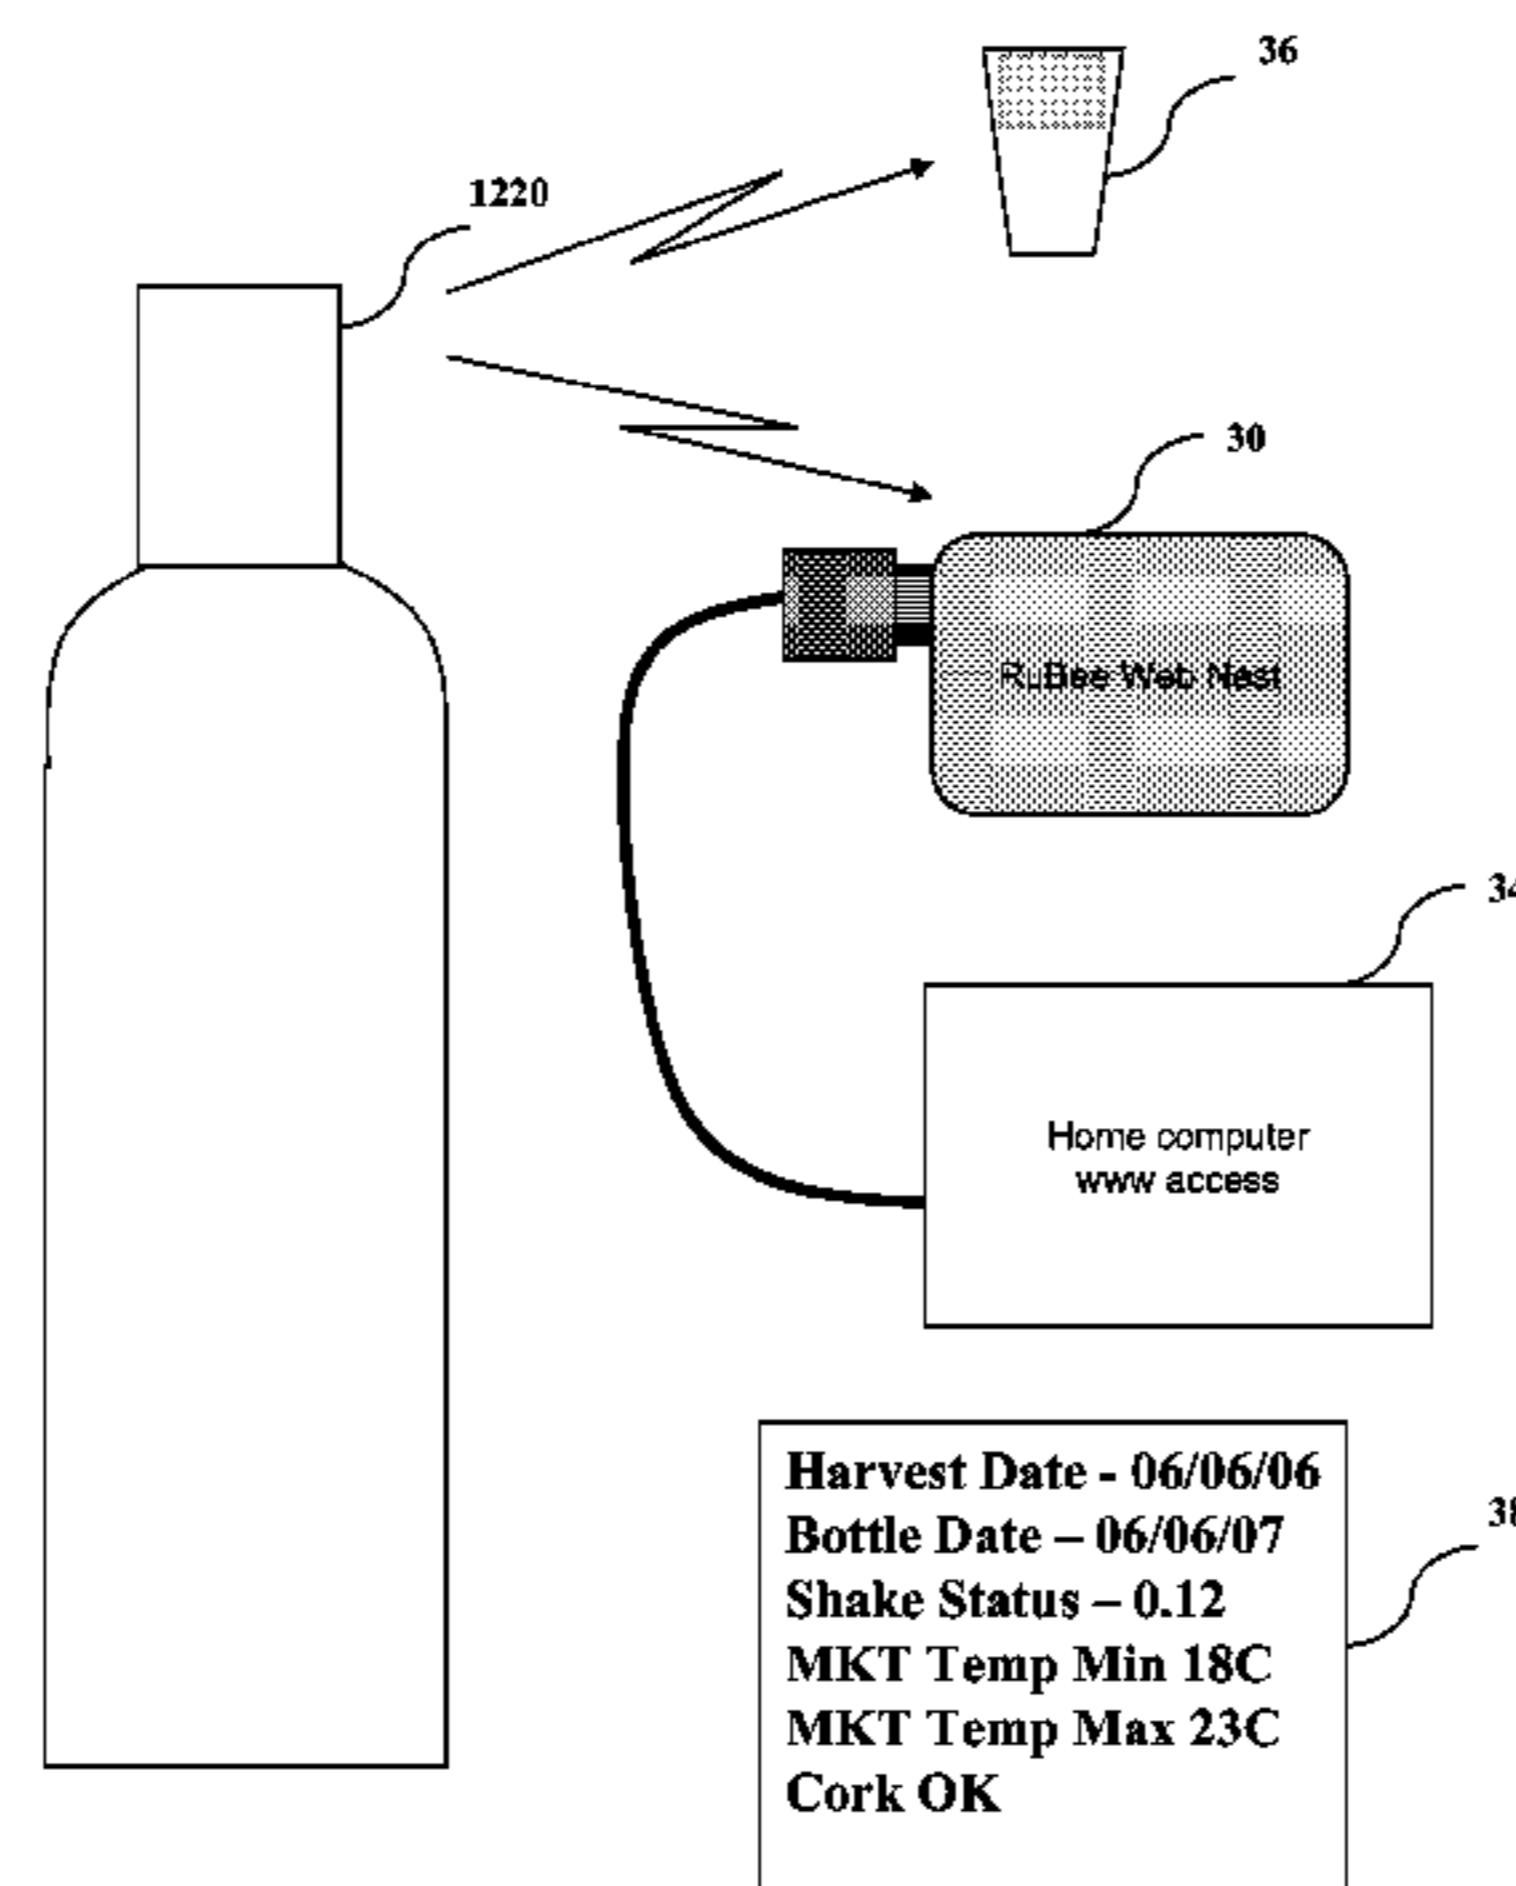 36
1220
30
RuBee Web Nest
34
Home computer
www access
Harvest Date - 06/06/06
Bottle Date – 06/06/07
38
Shake Status – 0.12
MKT Temp Min 18C
MKT Temp Max 23C
Cork OK